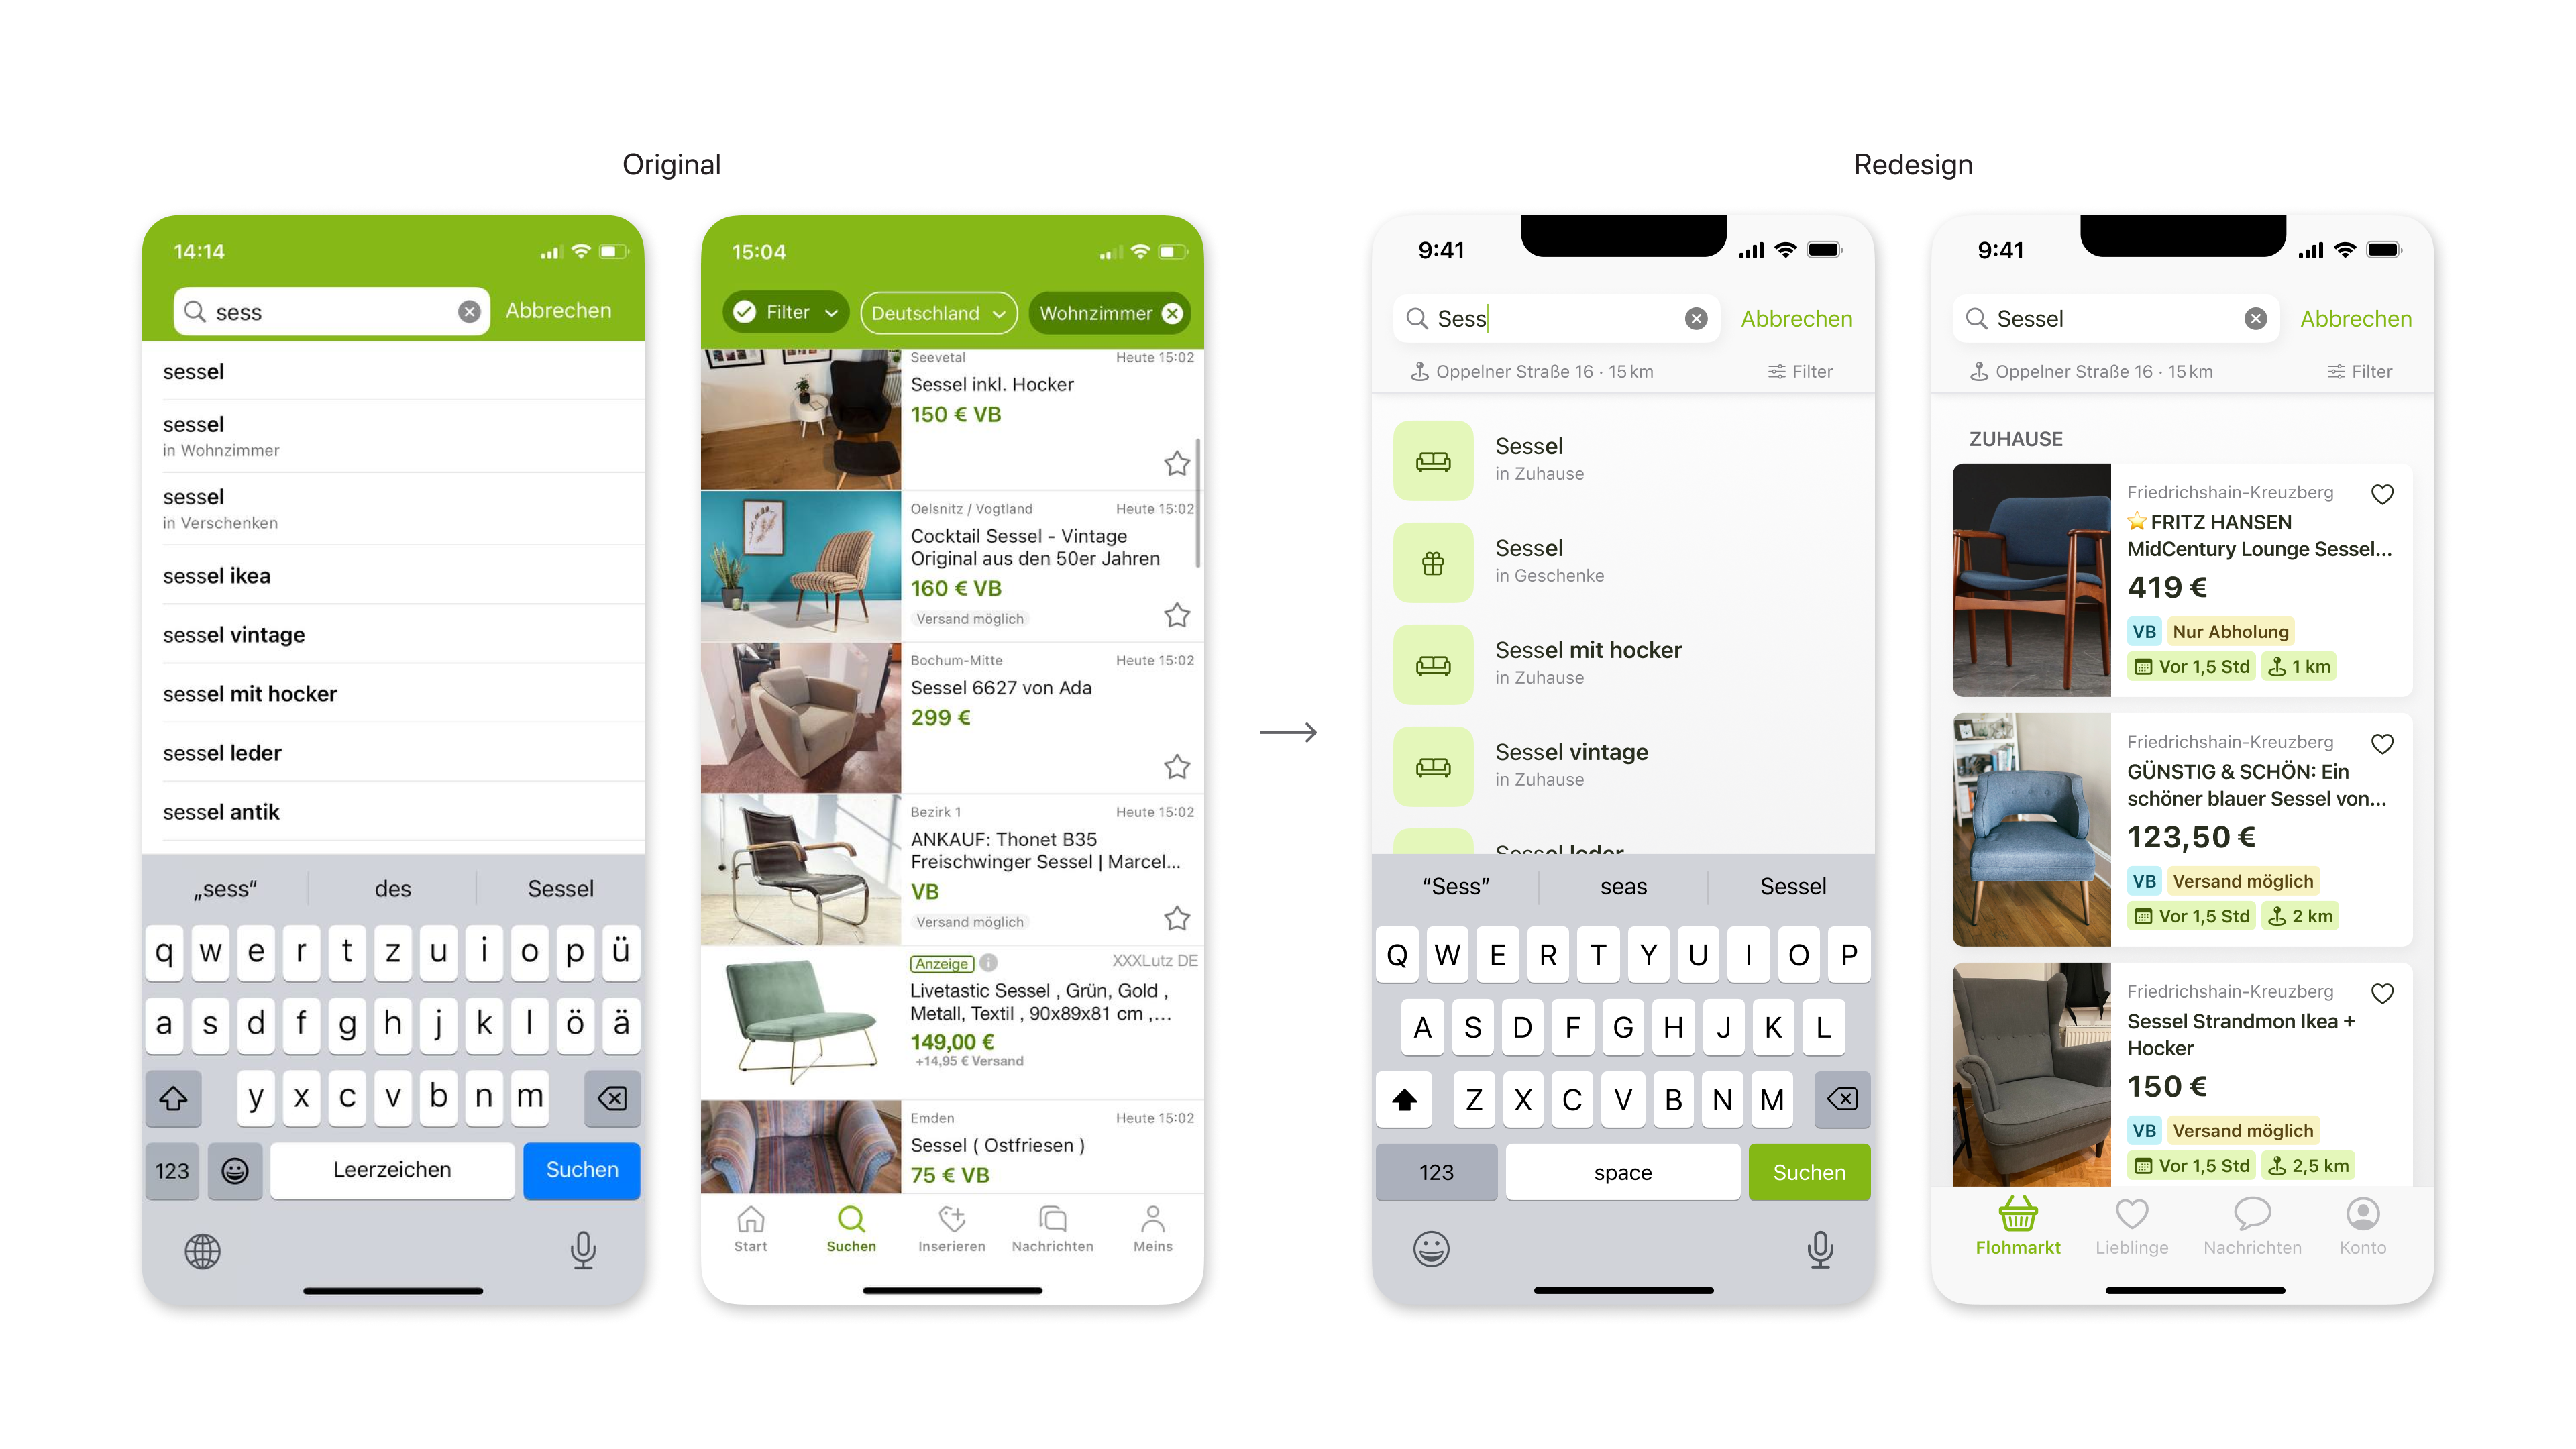 Original
Redesign
14:14
sess
Abbrechen
sessel
sessel
in Wohnzimmer
sessel
in Verschenken
sessel ikea
sessel vintage
sessel mit hocker
sessel leder
sessel antik
„sess“
des
Sessel
q w e r t z u i o p ü
a s d f g h j k l ö ä
y x c v b n m
123
Leerzeichen
Suchen
15:04
Filter
Deutschland
Wohnzimmer
Seevetal
Heute 15:02
Sessel inkl. Hocker
150 € VB
Oelsnitz / Vogtland
Heute 15:02
Cocktail Sessel - Vintage
Original aus den 50er Jahren
160 € VB
Versand möglich
Bochum-Mitte
Heute 15:02
Sessel 6627 von Ada
299 €
Bezirk 1
Heute 15:02
ANKAUF: Thonet B35
Freischwinger Sessel | Marcel...
VB
Versand möglich
Anzeige
XXXLutz DE
Livetastic Sessel , Grün, Gold ,
Metall, Textil , 90x89x81 cm ,...
149,00 €
+14,95 € Versand
Emden
Heute 15:02
Sessel ( Ostfriesen )
75 € VB
Start
Suchen
Inserieren
Nachrichten
Meins
9:41
Sess
Abbrechen
Oppelner Straße 16 · 15 km
Filter
Sessel
in Zuhause
Sessel
in Geschenke
Sessel mit hocker
in Zuhause
Sessel vintage
in Zuhause
Sessel leder
“Sess”
seas
Sessel
Q W E R T Y U I O P
A S D F G H J K L
Z X C V B N M
123
space
Suchen
9:41
Sessel
Abbrechen
Oppelner Straße 16 · 15 km
Filter
ZUHAUSE
Friedrichshain-Kreuzberg
⭐FRITZ HANSEN
MidCentury Lounge Sessel...
419 €
VB
Nur Abholung
Vor 1,5 Std
1 km
Friedrichshain-Kreuzberg
GÜNSTIG & SCHÖN: Ein
schöner blauer Sessel von...
123,50 €
VB
Versand möglich
Vor 1,5 Std
2 km
Friedrichshain-Kreuzberg
Sessel Strandmon Ikea +
Hocker
150 €
VB
Versand möglich
Vor 1,5 Std
2,5 km
Flohmarkt
Lieblinge
Nachrichten
Konto